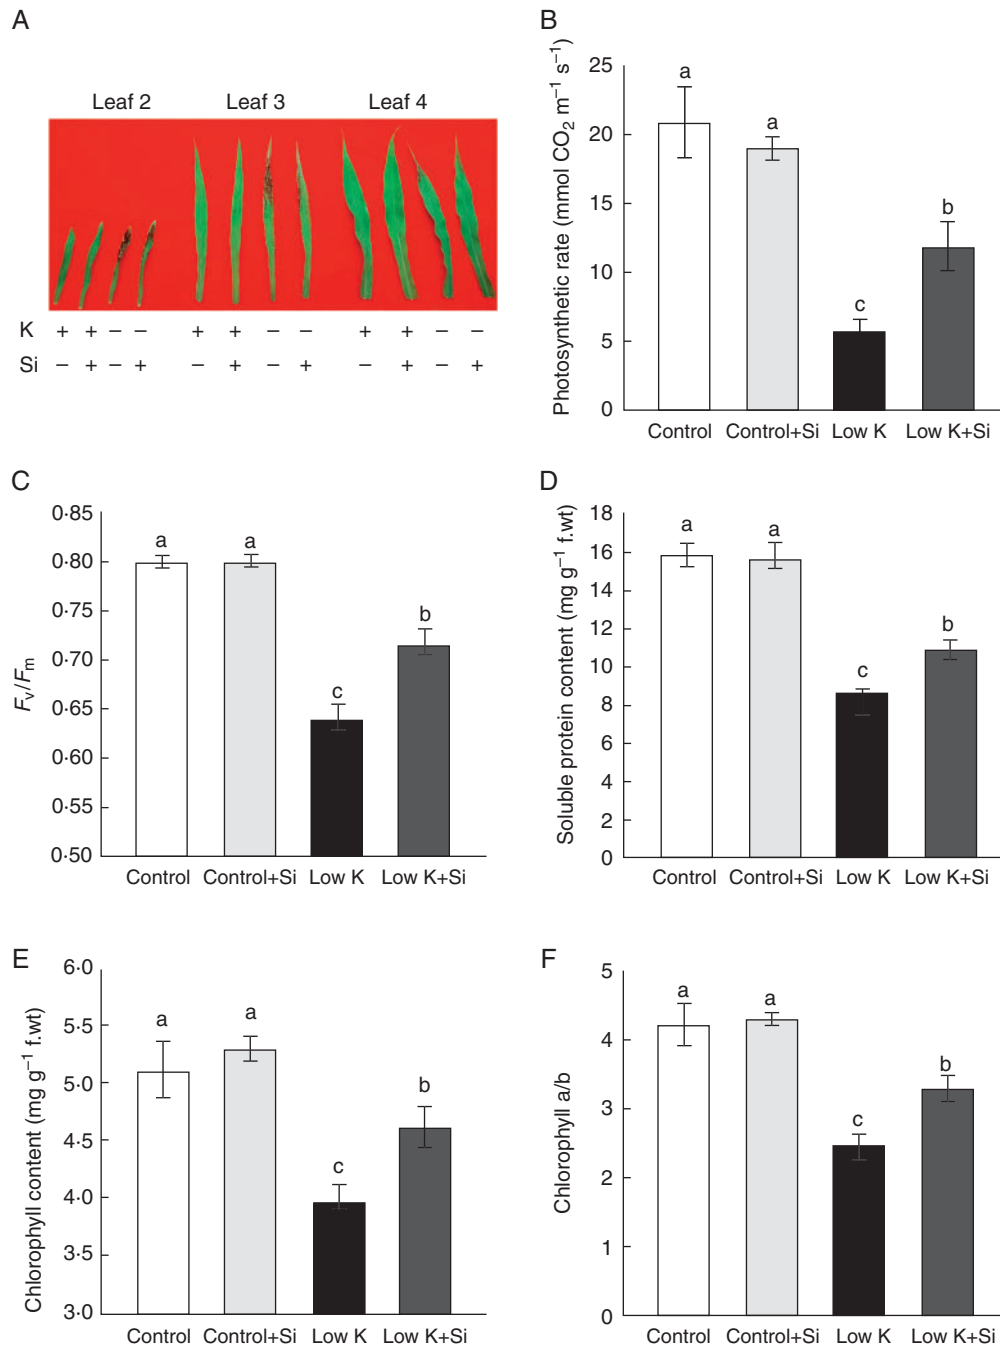 A
Leaf 2 Leaf 3 Leaf 4
K + + – – + + – – + + – –
Si – + – + – + – + – + – +
B
Photosynthetic rate (mmol CO₂ m⁻¹ s⁻¹)
25
20
15
10
5
0
a
a
c
b
Control Control+Si Low K Low K+Si
C
Fv/Fm
0·85
0·80
0·75
0·70
0·65
0·60
0·55
0·50
a
a
c
b
Control Control+Si Low K Low K+Si
D
Soluble protein content (mg g⁻¹ f.wt)
18
16
14
12
10
8
6
4
2
0
a
a
c
b
Control Control+Si Low K Low K+Si
E
Chlorophyll content (mg g⁻¹ f.wt)
6·0
5·5
5·0
4·5
4·0
3·5
3·0
a
a
c
b
Control Control+Si Low K Low K+Si
F
Chlorophyll a/b
5
4
3
2
1
0
a
a
c
b
Control Control+Si Low K Low K+Si